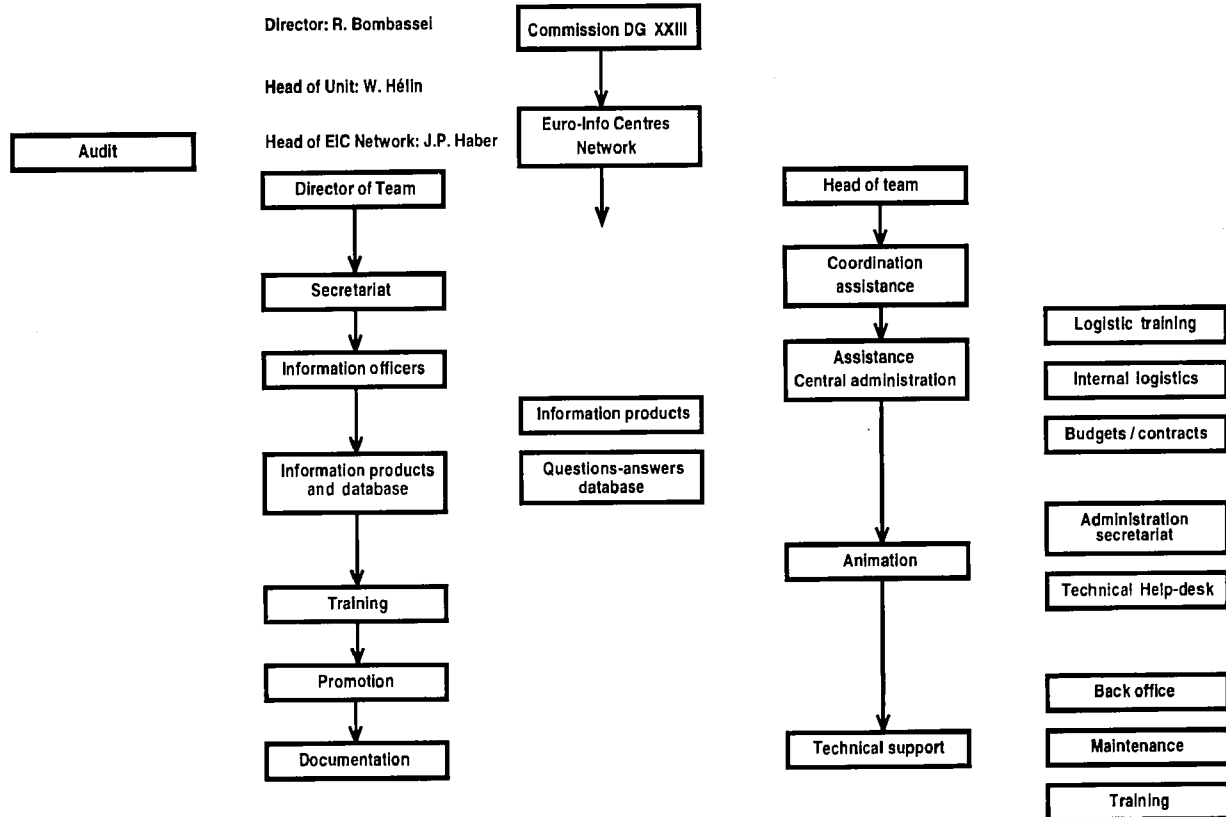 Director: R. Bombassei
Commission DG XXIII
Head of Unit: W. Hélin
Head of EIC Network: J.P. Haber
Euro-Info Centres
Network
Audit
Director of Team
Secretariat
Information officers
Information products
and database
Training
Promotion
Documentation
Information products
Questions-answers
database
Head of team
Coordination
assistance
Assistance
Central administration
Animation
Technical support
Logistic training
Internal logistics
Budgets / contracts
Administration
secretariat
Technical Help-desk
Back office
Maintenance
Training